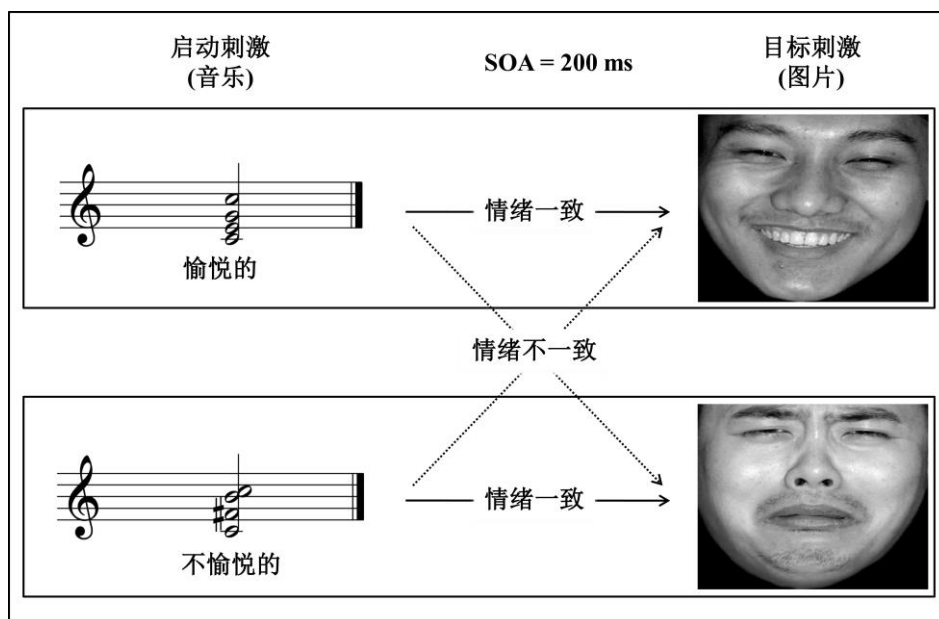 启动刺激
(音乐)
SOA = 200 ms
目标刺激
(图片)
愉悦的
情绪一致
情绪不一致
不愉悦的
情绪一致